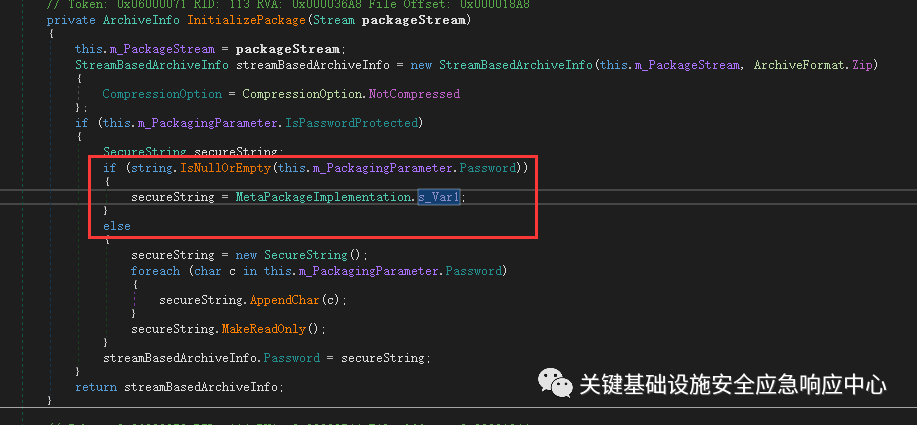 // Token: 0x06000071 RID: 113 RVA: 0x000036A8 File Offset: 0x000018A8
private ArchiveInfo InitializePackage(Stream packageStream)
{
this.m_PackageStream = packageStream;
StreamBasedArchiveInfo streamBasedArchiveInfo = new StreamBasedArchiveInfo(this.m_PackageStream, ArchiveFormat.Zip)
{
CompressionOption = CompressionOption.NotCompressed
};
if (this.m_PackagingParameter.IsPasswordProtected)
{
SecureString secureString;
if (string.IsNullOrEmpty(this.m_PackagingParameter.Password))
{
secureString = MetaPackageImplementation.s_Var1;
}
else
{
secureString = new SecureString();
foreach (char c in this.m_PackagingParameter.Password)
{
secureString.AppendChar(c);
}
secureString.MakeReadOnly();
}
streamBasedArchiveInfo.Password = secureString;
}
return streamBasedArchiveInfo;
}
关键基础设施安全应急响应中心